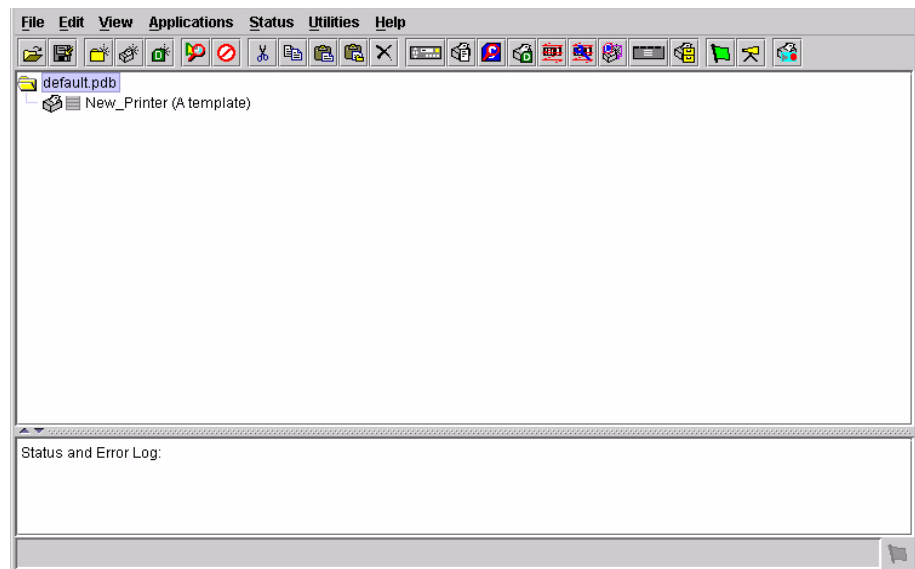 File Edit View Applications Status Utilities Help
default.pdb
New_Printer (A template)
Status and Error Log: